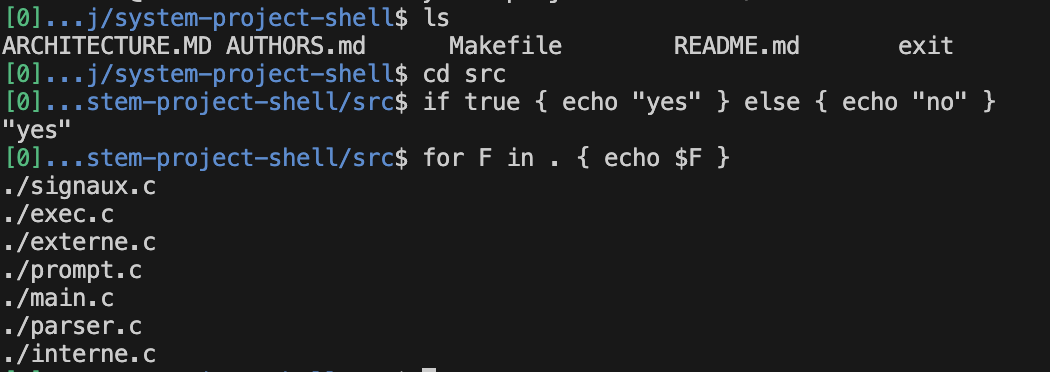 [0]...j/system-project-shell$ ls
ARCHITECTURE.MD AUTHORS.md      Makefile        README.md       exit
[0]...j/system-project-shell$ cd src
[0]...stem-project-shell/src$ if true { echo "yes" } else { echo "no" }
"yes"
[0]...stem-project-shell/src$ for F in . { echo $F }
./signaux.c
./exec.c
./externe.c
./prompt.c
./main.c
./parser.c
./interne.c